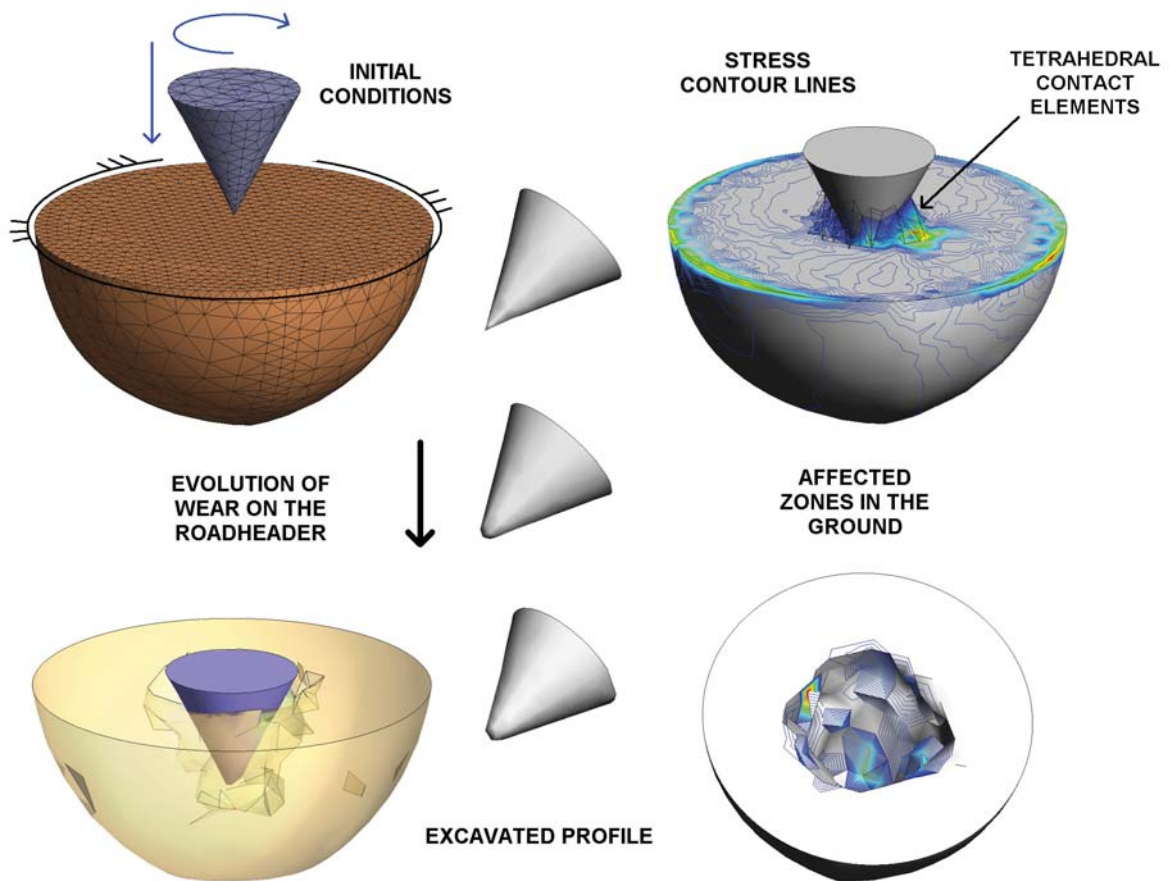 INITIAL
CONDITIONS
STRESS
CONTOUR LINES
TETRAHEDRAL
CONTACT
ELEMENTS
EVOLUTION OF
WEAR ON THE
ROADHEADER
AFFECTED
ZONES IN THE
GROUND
EXCAVATED PROFILE